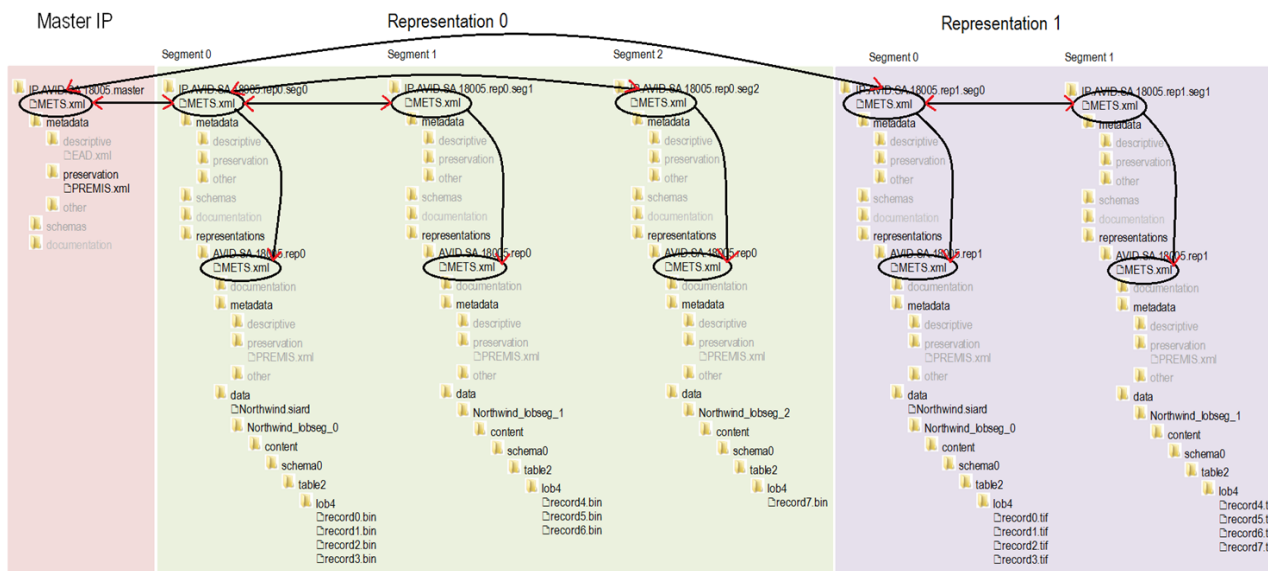 Master IP
IP.AVID.SA.18005.master
METS.xml
metadata
descriptive
EAD.xml
preservation
PREMIS.xml
other
schemas
documentation
Representation 0
Segment 0
IP.AVID.SA.18005.rep0.seg0
METS.xml
metadata
descriptive
preservation
other
schemas
documentation
representations
AVID.SA.18005.rep0
METS.xml
documentation
metadata
descriptive
preservation
PREMIS.xml
other
data
Northwind.siard
Northwind_lobseg_0
content
schema0
table2
lob4
record0.bin
record1.bin
record2.bin
record3.bin
Segment 1
IP.AVID.SA.18005.rep0.seg1
METS.xml
metadata
descriptive
preservation
other
schemas
documentation
representations
AVID.SA.18005.rep0
METS.xml
documentation
metadata
descriptive
preservation
PREMIS.xml
other
data
Northwind_lobseg_1
content
schema0
table2
lob4
record4.bin
record5.bin
record6.bin
Segment 2
IP.AVID.SA.18005.rep0.seg2
METS.xml
metadata
descriptive
preservation
other
schemas
documentation
representations
AVID.SA.18005.rep0
METS.xml
documentation
metadata
descriptive
preservation
PREMIS.xml
other
data
Northwind_lobseg_2
content
schema0
table2
lob4
record7.bin
Representation 1
Segment 0
IP.AVID.SA.18005.rep1.seg0
METS.xml
metadata
descriptive
preservation
other
schemas
documentation
representations
AVID.SA.18005.rep1
METS.xml
documentation
metadata
descriptive
preservation
PREMIS.xml
other
data
Northwind.siard
Northwind_lobseg_0
content
schema0
table2
lob4
record0.tif
record1.tif
record2.tif
record3.tif
Segment 1
IP.AVID.SA.18005.rep1.seg1
METS.xml
metadata
descriptive
preservation
other
schemas
documentation
representations
AVID.SA.18005.rep1
METS.xml
documentation
metadata
descriptive
preservation
PREMIS.xml
other
data
Northwind_lobseg_1
content
schema0
table2
lob4
record4.t
record5.t
record6.t
record7.t